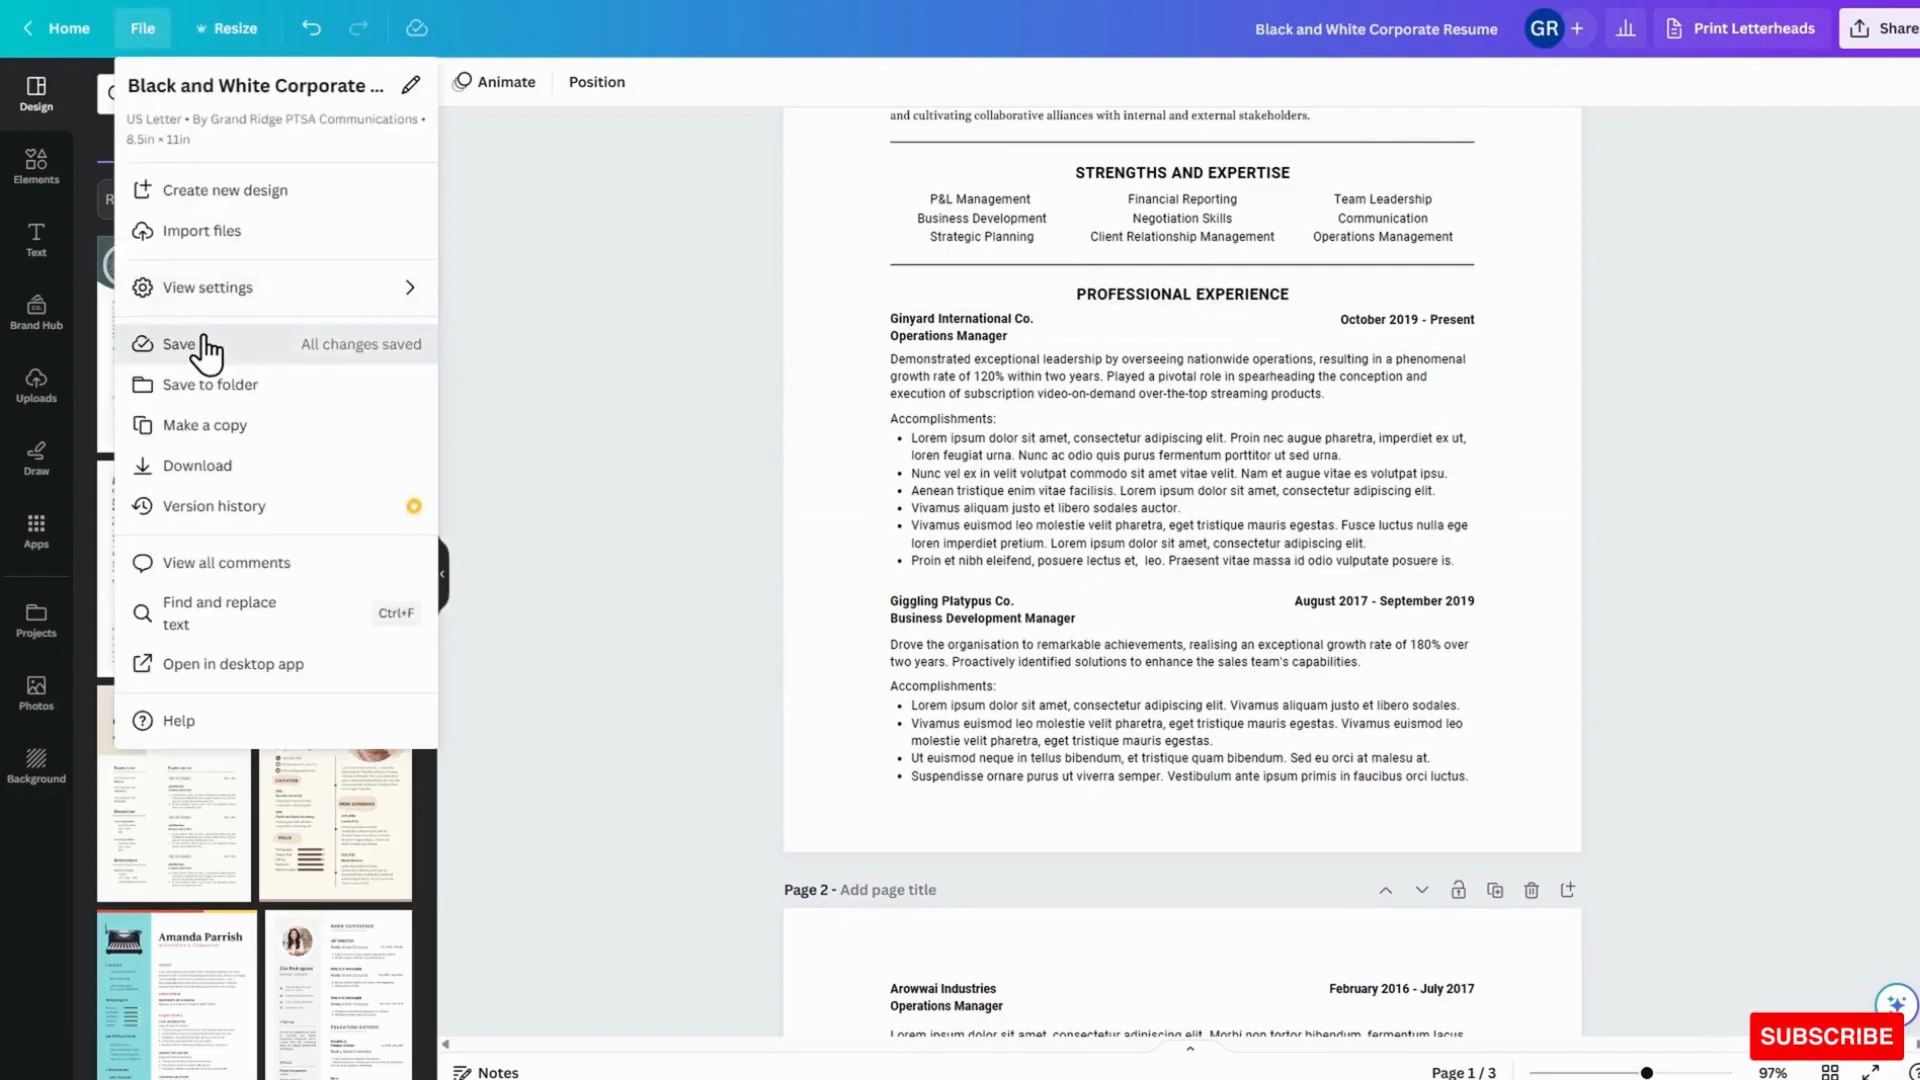 Home
File
Resize
Black and White Corporate Resume
GR
Print Letterheads
Share
Design
Elements
Text
Brand Hub
Uploads
Draw
Apps
Projects
Photos
Background
Black and White Corporate ...
US Letter • By Grand Ridge PTSA Communications •
8.5in × 11in
Create new design
Import files
View settings
Save
All changes saved
Save to folder
Make a copy
Download
Version history
View all comments
Find and replace
text
Ctrl+F
Open in desktop app
Help
Amanda Parrish
Animate
Position
and cultivating collaborative alliances with internal and external stakeholders.
STRENGTHS AND EXPERTISE
P&L Management Financial Reporting Team Leadership
Business Development Negotiation Skills Communication
Strategic Planning Client Relationship Management Operations Management
PROFESSIONAL EXPERIENCE
Ginyard International Co. October 2019 - Present
Operations Manager
Demonstrated exceptional leadership by overseeing nationwide operations, resulting in a phenomenal
growth rate of 120% within two years. Played a pivotal role in spearheading the conception and
execution of subscription video-on-demand over-the-top streaming products.
Accomplishments:
• Lorem ipsum dolor sit amet, consectetur adipiscing elit. Proin nec augue pharetra, imperdiet ex ut,
loren feugiat urna. Nunc ac odio quis purus fermentum porttitor ut sed urna.
• Nunc vel ex in velit volutpat commodo sit amet vitae velit. Nam et augue vitae es volutpat ipsu.
• Aenean tristique enim vitae facilisis. Lorem ipsum dolor sit amet, consectetur adipiscing elit.
• Vivamus aliquam justo et libero sodales auctor.
• Vivamus euismod leo molestie velit pharetra, eget tristique mauris egestas. Fusce luctus nulla ege
loren imperdiet pretium. Lorem ipsum dolor sit amet, consectetur adipiscing elit.
• Proin et nibh eleifend, posuere lectus et, leo. Praesent vitae massa id odio vulputate posuere is.
Giggling Platypus Co. August 2017 - September 2019
Business Development Manager
Drove the organisation to remarkable achievements, realising an exceptional growth rate of 180% over
two years. Proactively identified solutions to enhance the sales team's capabilities.
Accomplishments:
• Lorem ipsum dolor sit amet, consectetur adipiscing elit. Vivamus aliquam justo et libero sodales.
• Vivamus euismod leo molestie velit pharetra, eget tristique mauris egestas. Vivamus euismod leo
molestie velit pharetra, eget tristique mauris egestas.
• Ut euismod neque in tellus bibendum, et tristique quam bibendum. Sed eu orci at malesu at.
• Suspendisse ornare purus ut viverra semper. Vestibulum ante ipsum primis in faucibus orci luctus.
Page 2 - Add page title
Arowwai Industries February 2016 - July 2017
Operations Manager
Lorem ipsum dolor sit amet, consectetur adipiscing elit. Morbi non tortor bibendum, fermentum lacus
SUBSCRIBE
Notes
Page 1 / 3
97%